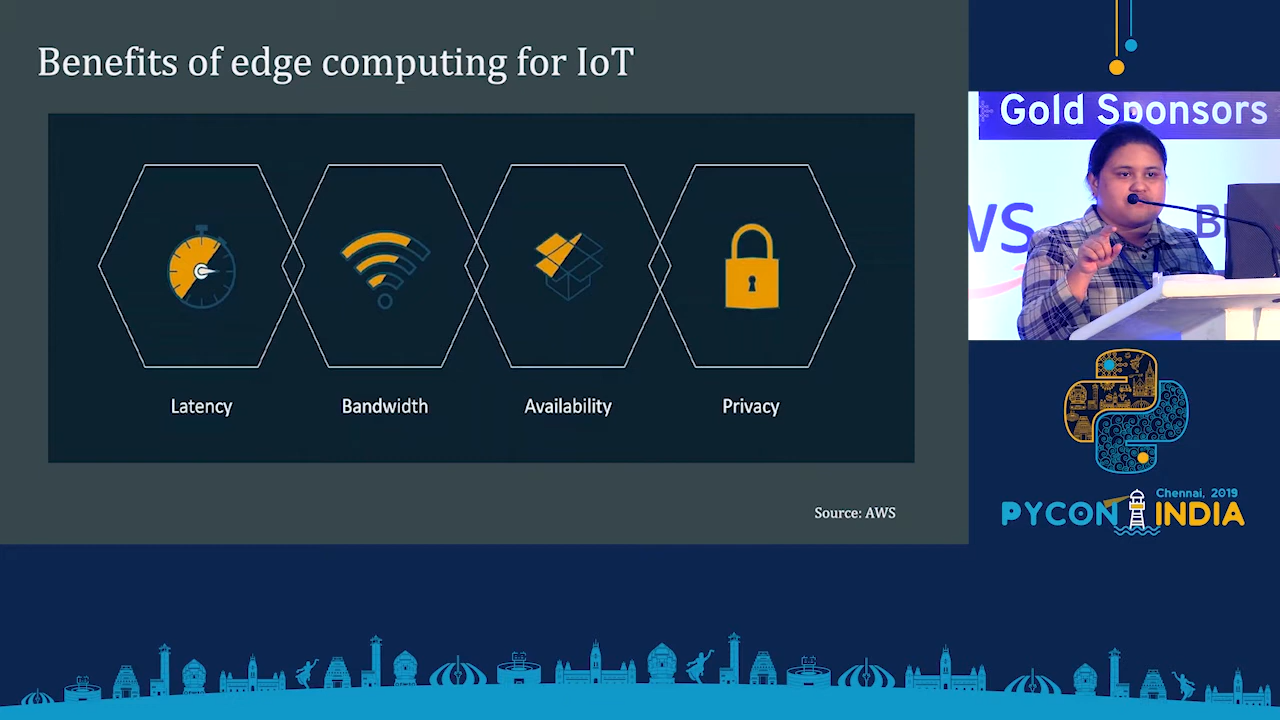 Benefits of edge computing for IoT
Latency
Bandwidth
Availability
Privacy
Source: AWS
Gold Sponsors
Chennai, 2019
PYCON INDIA